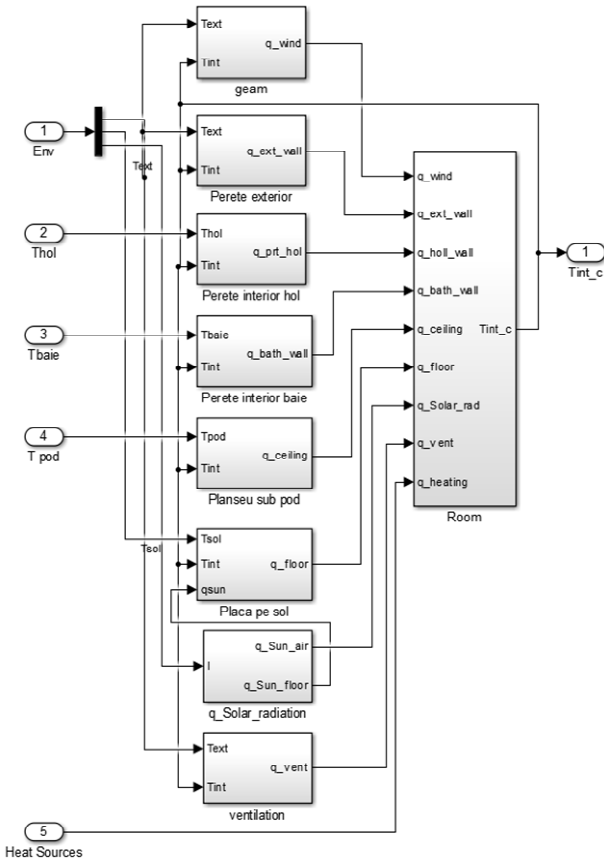 Text
Tint
q_wind
geam
1
Env
Text
Text
Tint
q_ext_wall
Perete exterior
2
Thol
Thol
Tint
q_prt_hol
Perete interior hol
3
Tbaie
Tbaie
Tint
q_bath_wall
Perete interior baie
4
T pod
Tpod
Tint
q_ceiling
Planseu sub pod
Tsol
Tsol
Tint
qsun
q_floor
Placa pe sol
I
q_Sun_air
q_Sun_floor
q_Solar_radiation
Text
Tint
q_vent
ventilation
5
Heat Sources
q_wind
q_ext_wall
q_holl_wall
q_bath_wall
q_ceiling
q_floor
q_Solar_rad
q_vent
q_heating
Tint_c
Room
1
Tint_c